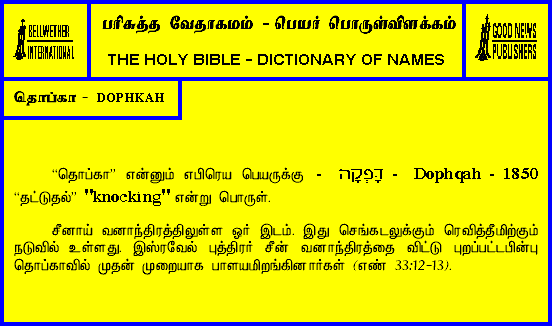 BELLWETHER
INTERNATIONAL
பரிசுத்த வேதாகமம் - பெயர் பொருள்விளக்கம்
THE HOLY BIBLE - DICTIONARY OF NAMES
GOOD NEWS
PUBLISHERS
தொப்கா - DOPHKAH
“தொப்கா” என்னும் எபிரெய பெயருக்கு - דָּפְקָה - Dophqah - 1850
“தட்டுதல்” "knocking" என்று பொருள்.
சீனாய் வனாந்திரத்திலுள்ள ஓர் இடம். இது செங்கடலுக்கும் ரெவித்தீமிற்கும்
நடுவில் உள்ளது. இஸ்ரவேல் புத்திரர் சீன் வனாந்திரத்தை விட்டு புறப்பட்டபின்பு
தொப்காவில் முதன் முறையாக பாளயமிறங்கினார்கள் (எண் 33:12-13).